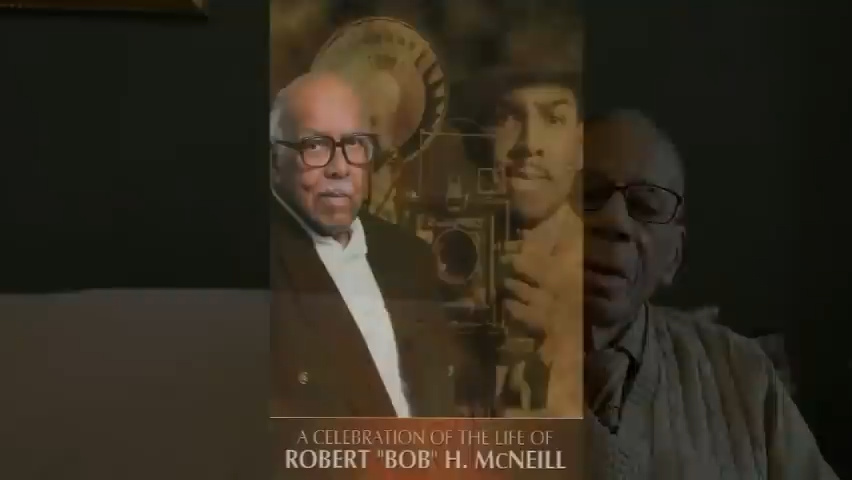 A CELEBRATION OF THE LIFE OF
ROBERT "BOB" H. McNEILL